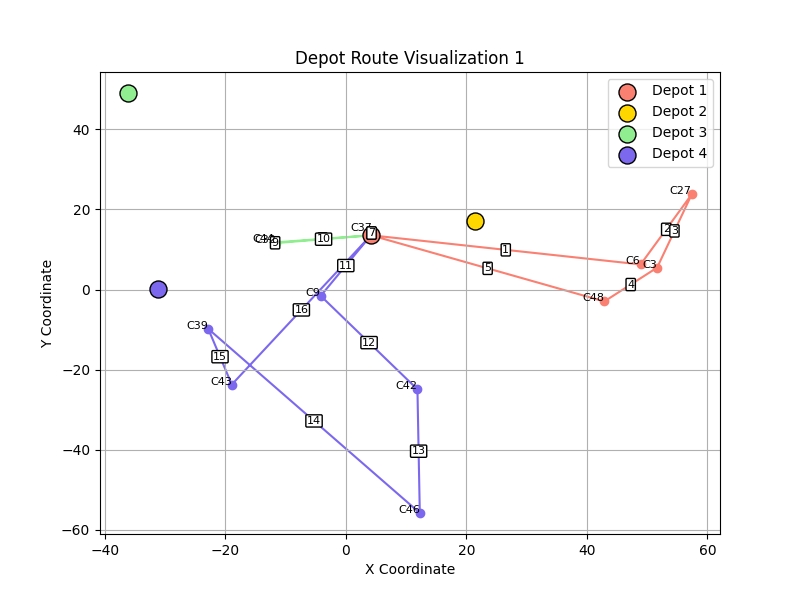 Depot Route Visualization 1
Depot 1
Depot 2
Depot 3
Depot 4
Y Coordinate
40
20
0
−20
−40
−60
−40
−20
0
20
40
60
X Coordinate
C27
C37
7
2
3
10
9
1
C6
C3
11
5
4
C9
C48
16
12
C39
15
C43
C42
14
13
C46